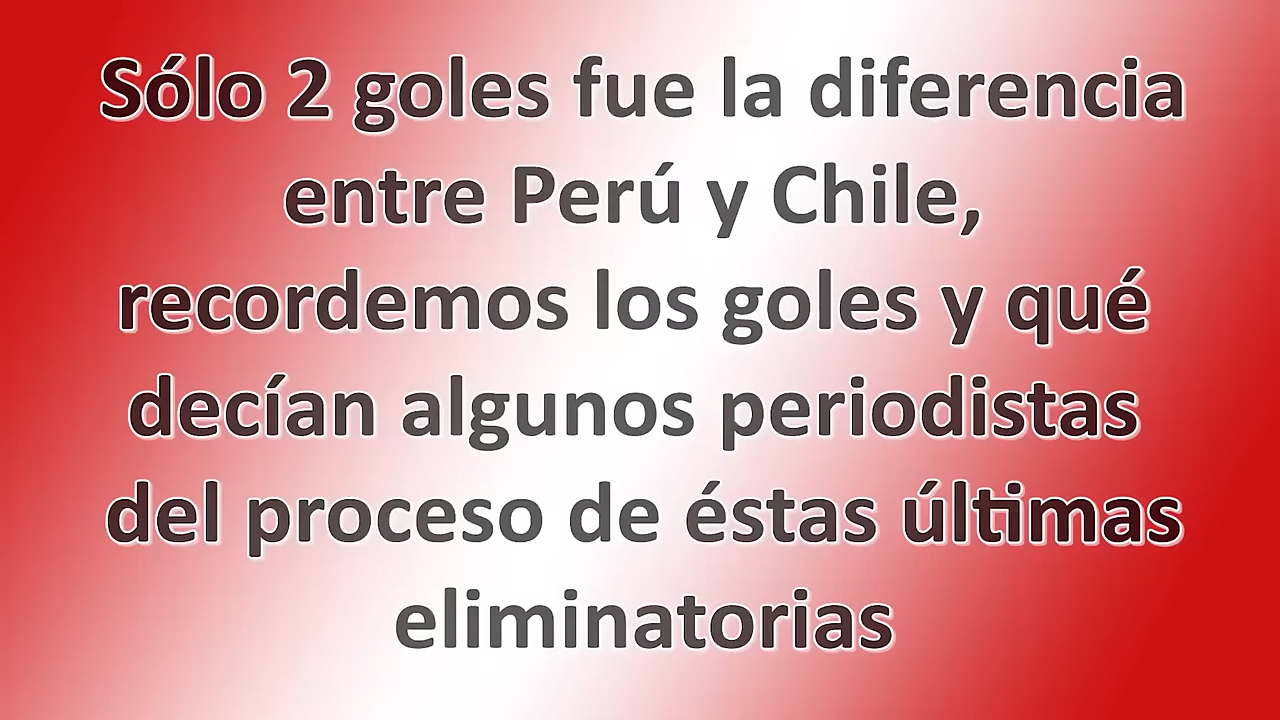 Sólo 2 goles fue la diferencia
entre Perú y Chile,
recordemos los goles y qué
decían algunos periodistas
del proceso de éstas últimas
eliminatorias